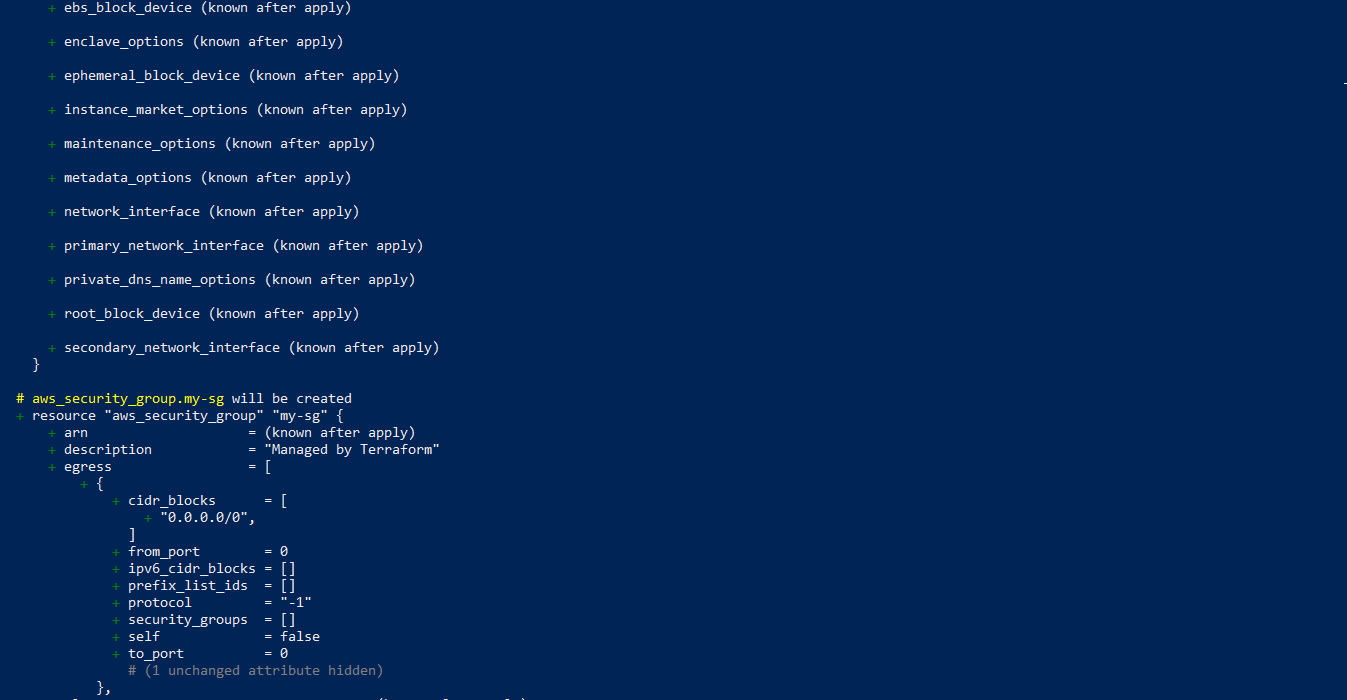 + ebs_block_device (known after apply)
+ enclave_options (known after apply)
+ ephemeral_block_device (known after apply)
+ instance_market_options (known after apply)
+ maintenance_options (known after apply)
+ metadata_options (known after apply)
+ network_interface (known after apply)
+ primary_network_interface (known after apply)
+ private_dns_name_options (known after apply)
+ root_block_device (known after apply)
+ secondary_network_interface (known after apply)
}
# aws_security_group.my-sg will be created
+ resource "aws_security_group" "my-sg" {
+ arn = (known after apply)
+ description = "Managed by Terraform"
+ egress = [
+ {
+ cidr_blocks = [
+ "0.0.0.0/0",
]
+ from_port = 0
+ ipv6_cidr_blocks = []
+ prefix_list_ids = []
+ protocol = "-1"
+ security_groups = []
+ self = false
+ to_port = 0
# (1 unchanged attribute hidden)
},